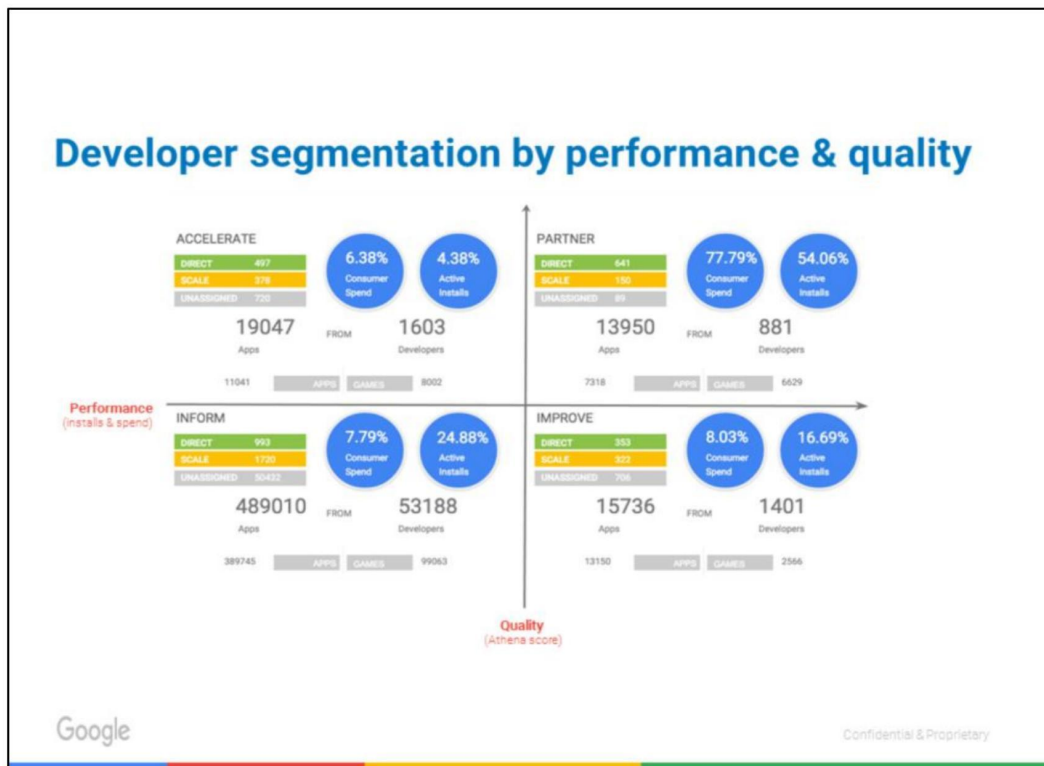 Developer segmentation by performance & quality
ACCELERATE
DIRECT 497
SCALE 378
UNASSIGNED 720
6.38%
Consumer
Spend
4.38%
Active
Installs
19047 FROM 1603
Apps Developers
11041 APPS GAMES 8002
PARTNER
DIRECT 641
SCALE 150
UNASSIGNED 89
77.79%
Consumer
Spend
54.06%
Active
Installs
13950 FROM 881
Apps Developers
7318 APPS GAMES 6629
Performance
(installs & spend)
INFORM
DIRECT 993
SCALE 1720
UNASSIGNED 50432
7.79%
Consumer
Spend
24.88%
Active
Installs
489010 FROM 53188
Apps Developers
389745 APPS GAMES 99063
IMPROVE
DIRECT 353
SCALE 322
UNASSIGNED 708
8.03%
Consumer
Spend
16.69%
Active
Installs
15736 FROM 1401
Apps Developers
13150 APPS GAMES 2566
Quality
(Athena score)
Google
Confidential & Proprietary